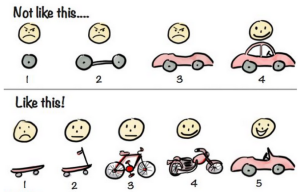 Not like this....
1 2 3 4
Like this!
1 2 3 4 5